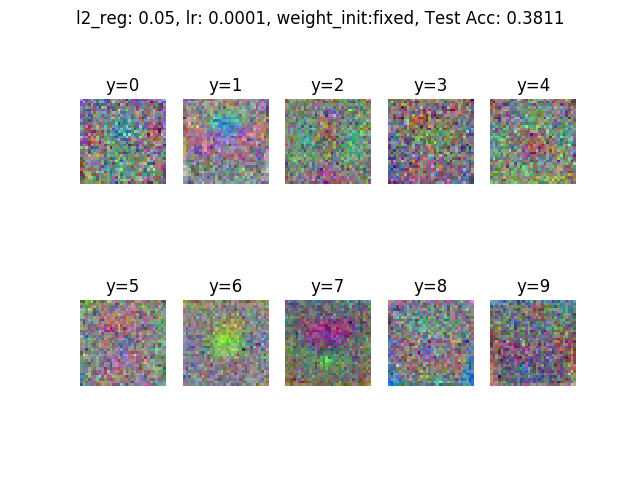 l2_reg: 0.05, lr: 0.0001, weight_init:fixed, Test Acc: 0.3811
y=0 y=1 y=2 y=3 y=4
y=5 y=6 y=7 y=8 y=9